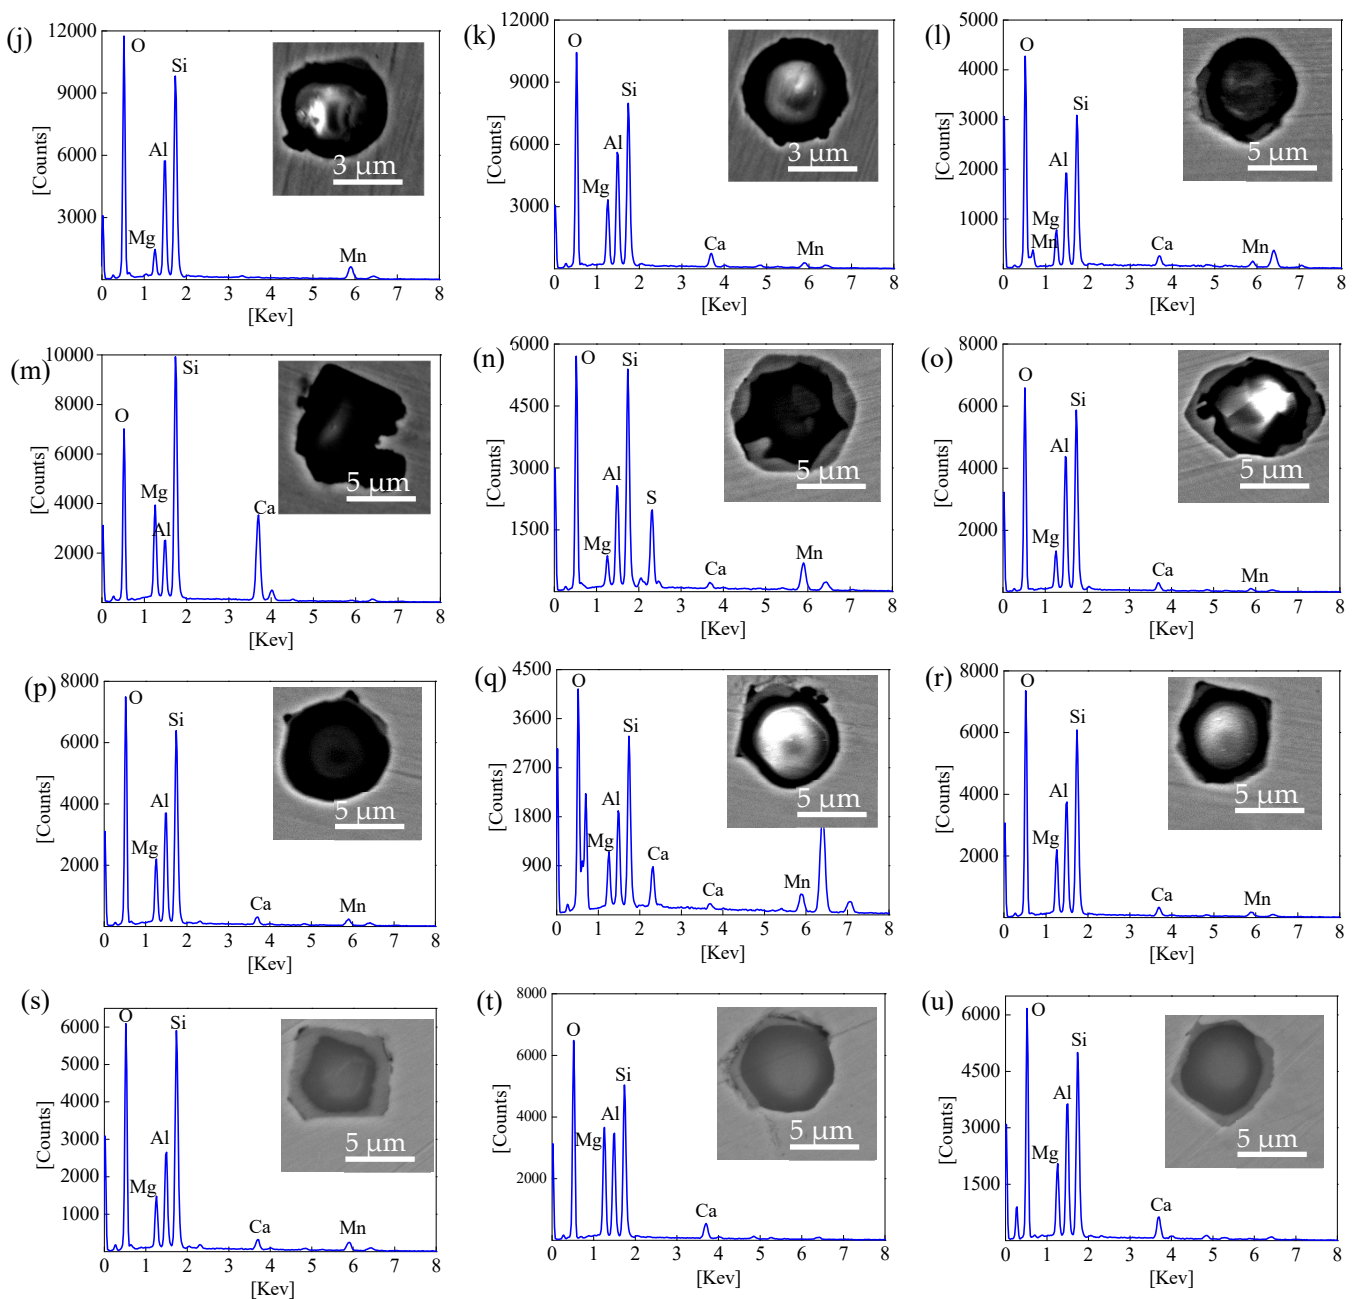 (j)
12000
9000
6000
3000
[Counts]
O
Si
Al
Mg
Mn
3 μm
0 1 2 3 4 5 6 7 8
[Kev]
(k)
12000
9000
6000
3000
[Counts]
O
Si
Al
Mg
Ca
Mn
3 μm
0 1 2 3 4 5 6 7 8
[Kev]
(l)
5000
4000
3000
2000
1000
[Counts]
O
Si
Al
Mg
Mn
Ca
Mn
5 μm
0 1 2 3 4 5 6 7 8
[Kev]
(m)
10000
8000
6000
4000
2000
[Counts]
Si
O
Mg
Al
Ca
5 μm
0 1 2 3 4 5 6 7 8
[Kev]
(n)
6000
4500
3000
1500
[Counts]
O
Si
Al
S
Mg
Ca
Mn
5 μm
0 1 2 3 4 5 6 7 8
[Kev]
(o)
8000
6000
4000
2000
[Counts]
O
Si
Al
Mg
Ca
Mn
5 μm
0 1 2 3 4 5 6 7 8
[Kev]
(p)
8000
6000
4000
2000
[Counts]
O
Si
Al
Mg
Ca
Mn
5 μm
0 1 2 3 4 5 6 7 8
[Kev]
(q)
4500
3600
2700
1800
900
[Counts]
O
Si
Al
Mg
Ca
Ca
Mn
5 μm
0 1 2 3 4 5 6 7 8
[Kev]
(r)
8000
6000
4000
2000
[Counts]
O
Si
Al
Mg
Ca
Mn
5 μm
0 1 2 3 4 5 6 7 8
[Kev]
(s)
6000
5000
4000
3000
2000
1000
[Counts]
O
Si
Al
Mg
Ca
Mn
5 μm
0 1 2 3 4 5 6 7 8
[Kev]
(t)
8000
6000
4000
2000
[Counts]
O
Si
Al
Mg
Ca
5 μm
0 1 2 3 4 5 6 7 8
[Kev]
(u)
6000
4500
3000
1500
[Counts]
O
Si
Al
Mg
Ca
5 μm
0 1 2 3 4 5 6 7 8
[Kev]